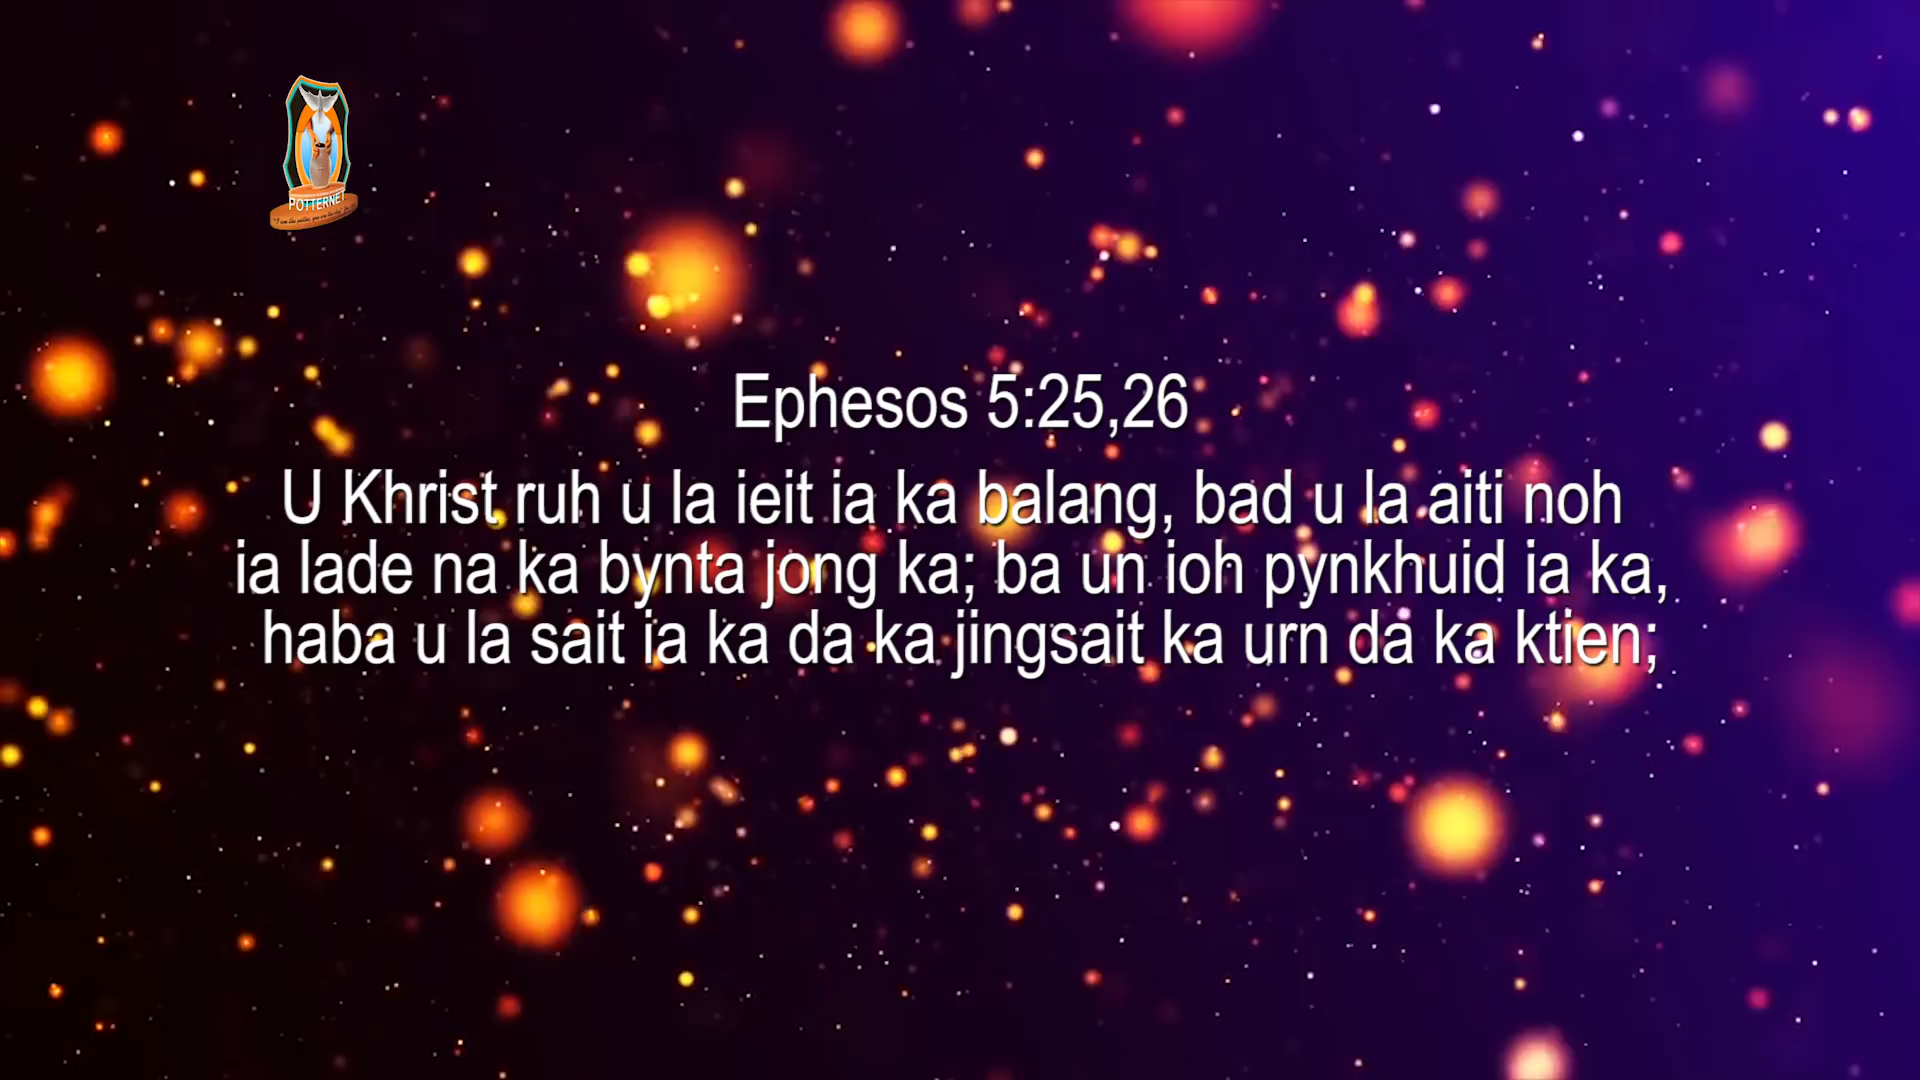 POTTERNET
Ephesos 5:25,26
U Khrist ruh u la ieit ia ka balang, bad u la aiti noh
ia lade na ka bynta jong ka; ba un ioh pynkhuid ia ka,
haba u la sait ia ka da ka jingsait ka urn da ka ktien;